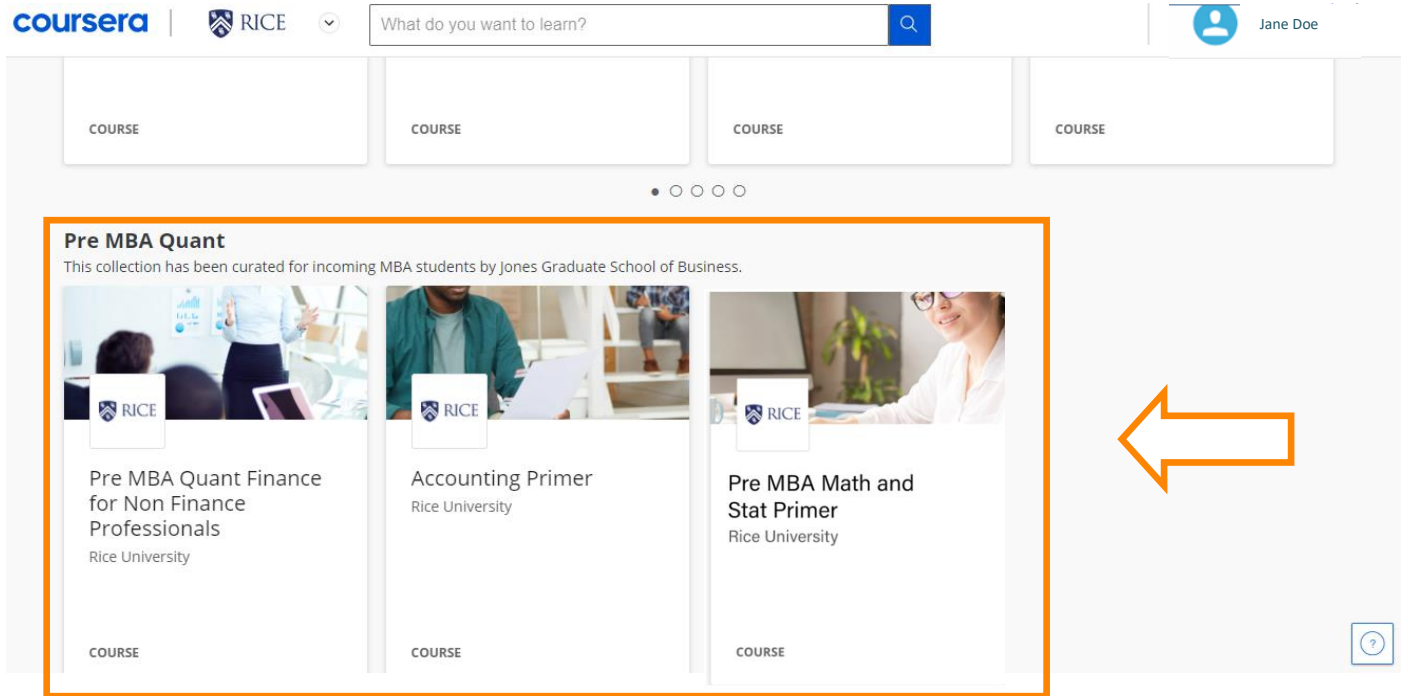 coursera
RICE
What do you want to learn?
Jane Doe
COURSE
COURSE
COURSE
COURSE
Pre MBA Quant
This collection has been curated for incoming MBA students by Jones Graduate School of Business.
RICE
RICE
RICE
Pre MBA Quant Finance
for Non Finance
Professionals
Rice University
Accounting Primer
Rice University
Pre MBA Math and
Stat Primer
Rice University
COURSE
COURSE
COURSE
?